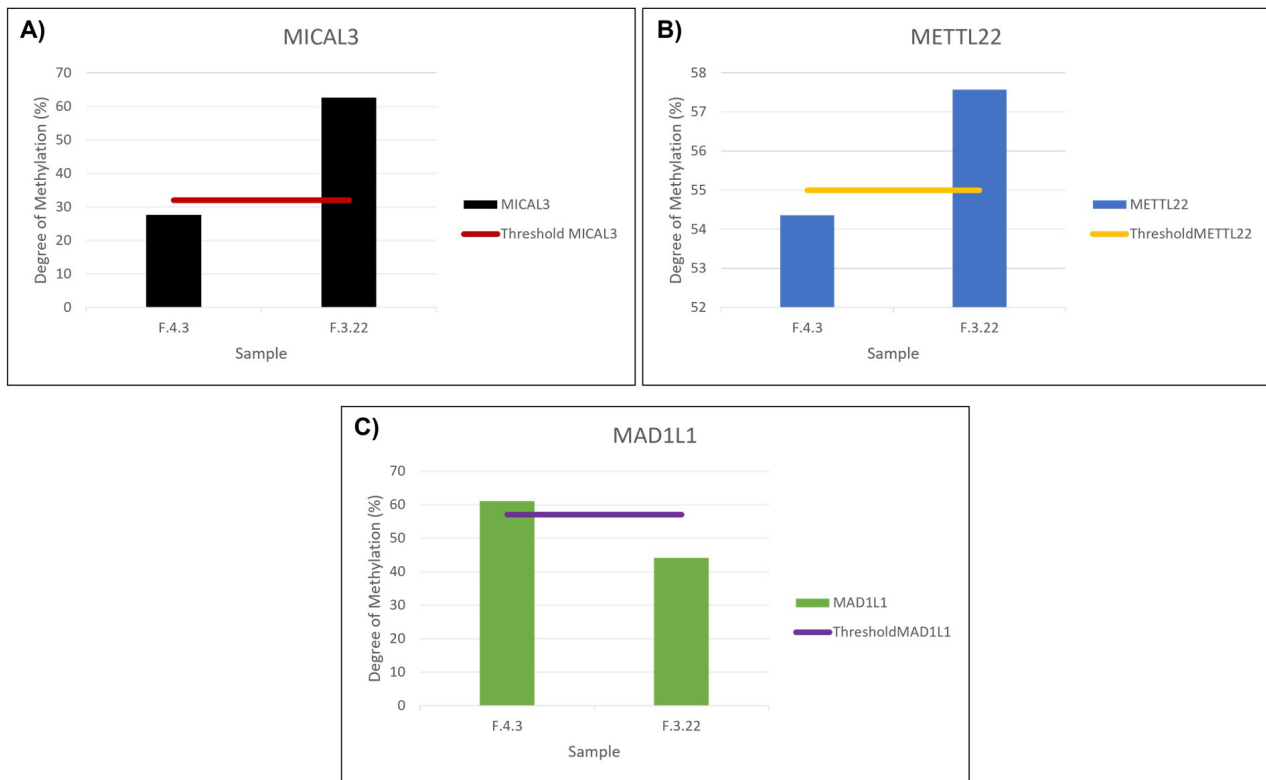 A)
MICAL3
Degree of Methylation (%)
70
60
50
40
30
20
10
0
F.4.3
F.3.22
Sample
MICAL3
Threshold MICAL3
B)
METTL22
Degree of Methylation (%)
58
57
56
55
54
53
52
F.4.3
F.3.22
Sample
METTL22
ThresholdMETTL22
C)
MAD1L1
Degree of Methylation (%)
70
60
50
40
30
20
10
0
F.4.3
F.3.22
Sample
MAD1L1
ThresholdMAD1L1